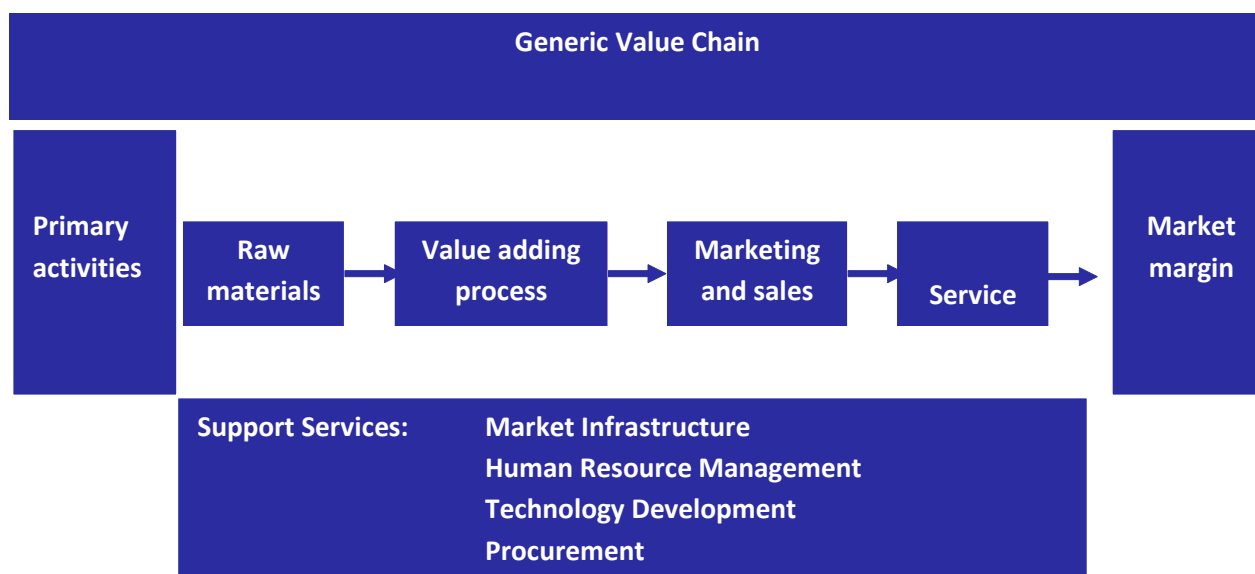 Generic Value Chain
Primary
activities
Raw
materials
Value adding
process
Marketing
and sales
Service
Market
margin
Support Services: Market Infrastructure
Human Resource Management
Technology Development
Procurement